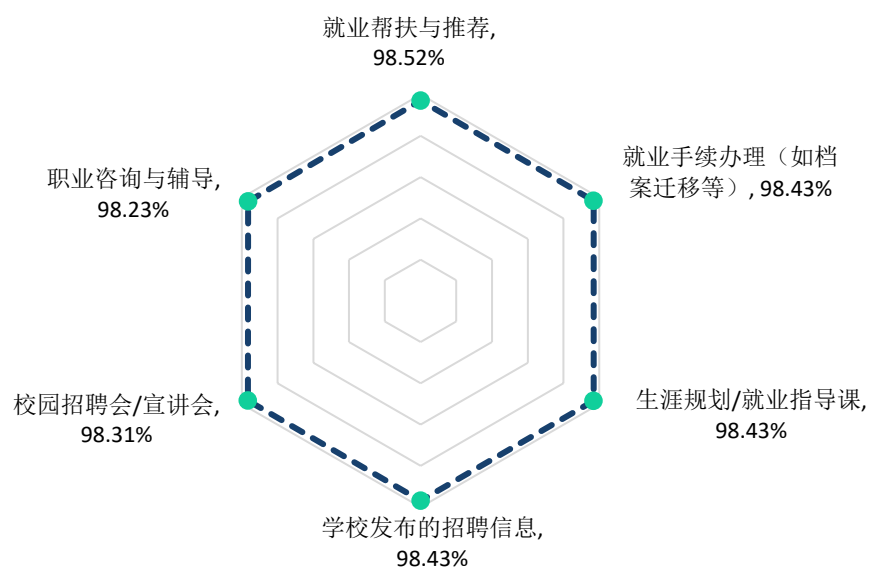 就业帮扶与推荐,
98.52%
就业手续办理（如档
案迁移等）, 98.43%
生涯规划/就业指导课,
98.43%
学校发布的招聘信息,
98.43%
校园招聘会/宣讲会,
98.31%
职业咨询与辅导,
98.23%